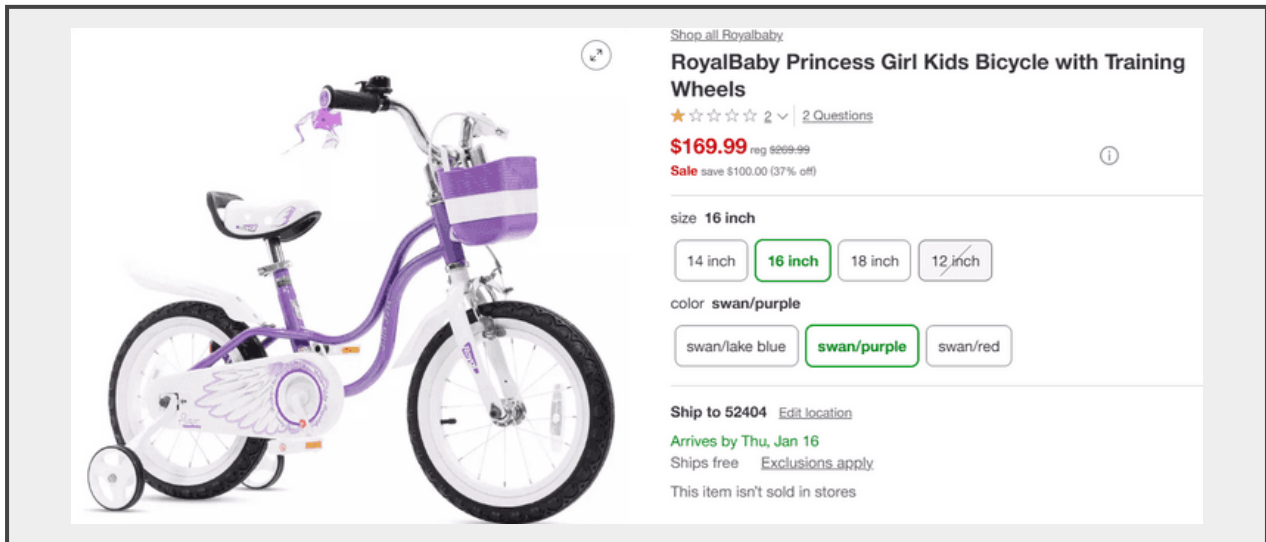 Shop all Royalbaby
RoyalBaby Princess Girl Kids Bicycle with Training
Wheels
2 2 Questions
$169.99 reg $269.99
Sale save $100.00 (37% off)
size 16 inch
14 inch 16 inch 18 inch 12 inch
color swan/purple
swan/lake blue swan/purple swan/red
Ship to 52404 Edit location
Arrives by Thu, Jan 16
Ships free Exclusions apply
This item isn't sold in stores